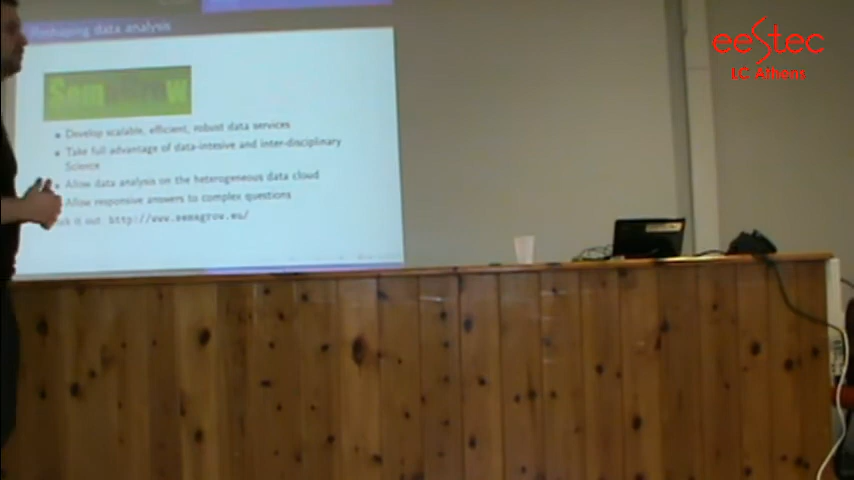 Reshaping data analysis
eestec
LC Athens
SemaGrow
Develop scalable, efficient, robust data services
Take full advantage of data-intesive and inter-disciplinary
Science
Allow data analysis on the heterogeneous data cloud
Allow responsive answers to complex questions
it out: http://www.semagrow.eu/